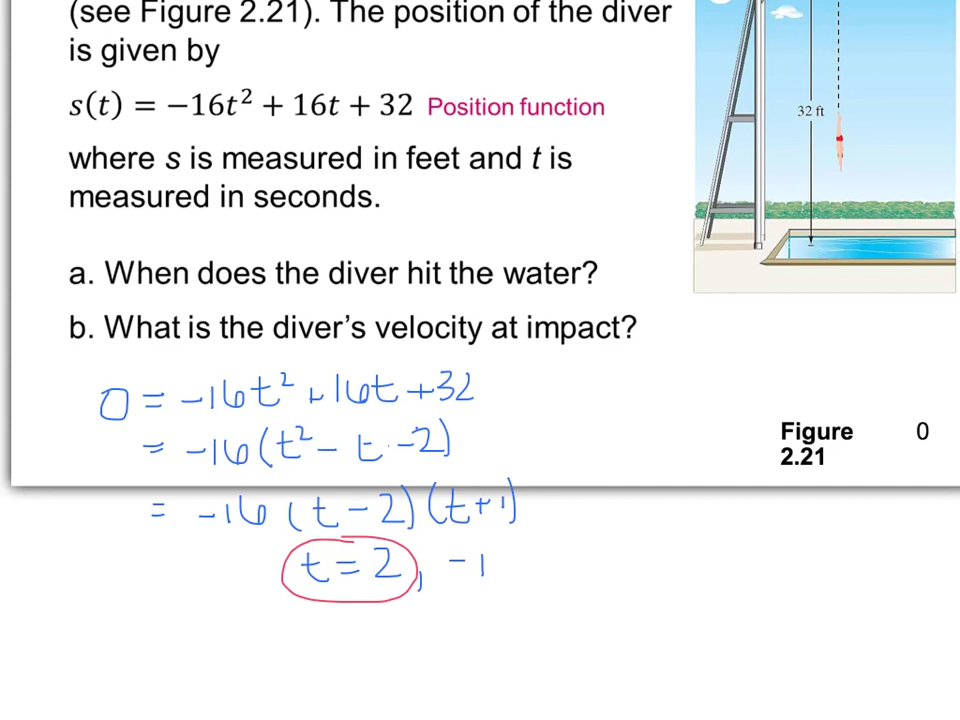 (see Figure 2.21). The position of the diver
is given by
s(t) = −16t² + 16t + 32 Position function
where s is measured in feet and t is
measured in seconds.
a. When does the diver hit the water?
b. What is the diver's velocity at impact?
32 ft
0 = -16t² + 16t + 32
= -16(t² - t - 2)
= -16(t - 2)(t + 1)
t = 2, -1
Figure 0
2.21